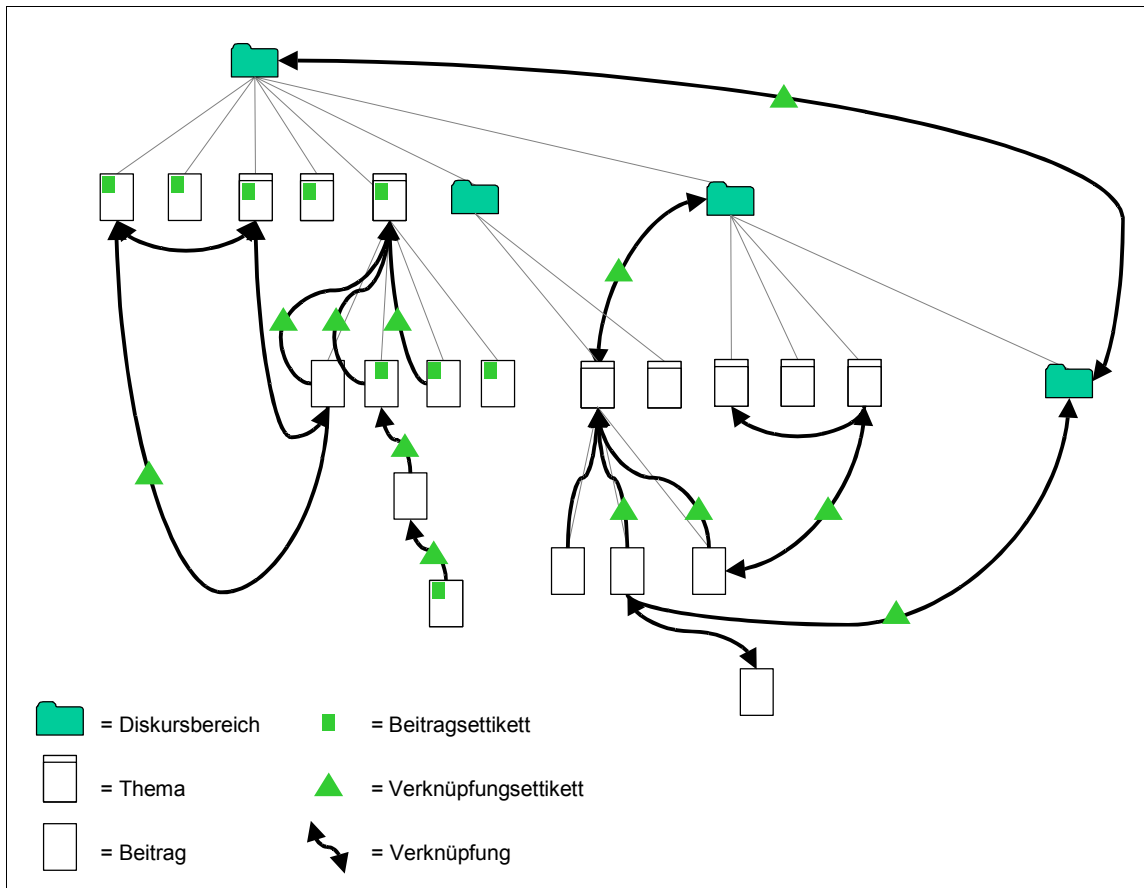 = Diskursbereich
= Beitragsettikett
= Thema
= Verknüpfungsettikett
= Beitrag
= Verknüpfung